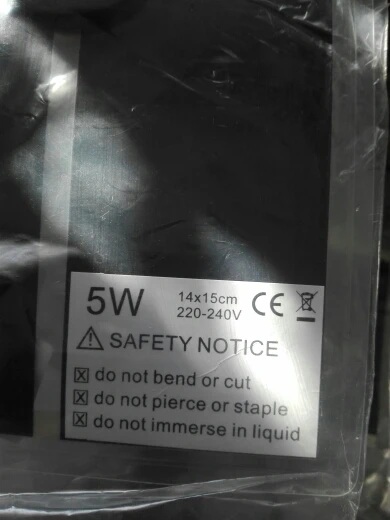 5W 14x15cm CE
220-240V
SAFETY NOTICE
do not bend or cut
do not pierce or staple
do not immerse in liquid